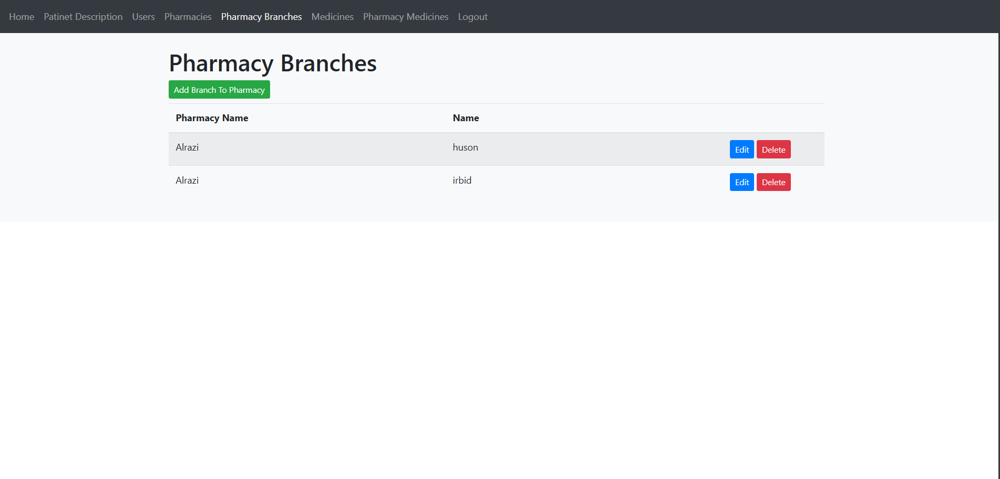 Home Patinet Description Users Pharmacies Pharmacy Branches Medicines Pharmacy Medicines Logout
Pharmacy Branches
Add Branch To Pharmacy
Pharmacy Name Name
Alrazi huson Edit Delete
Alrazi irbid Edit Delete